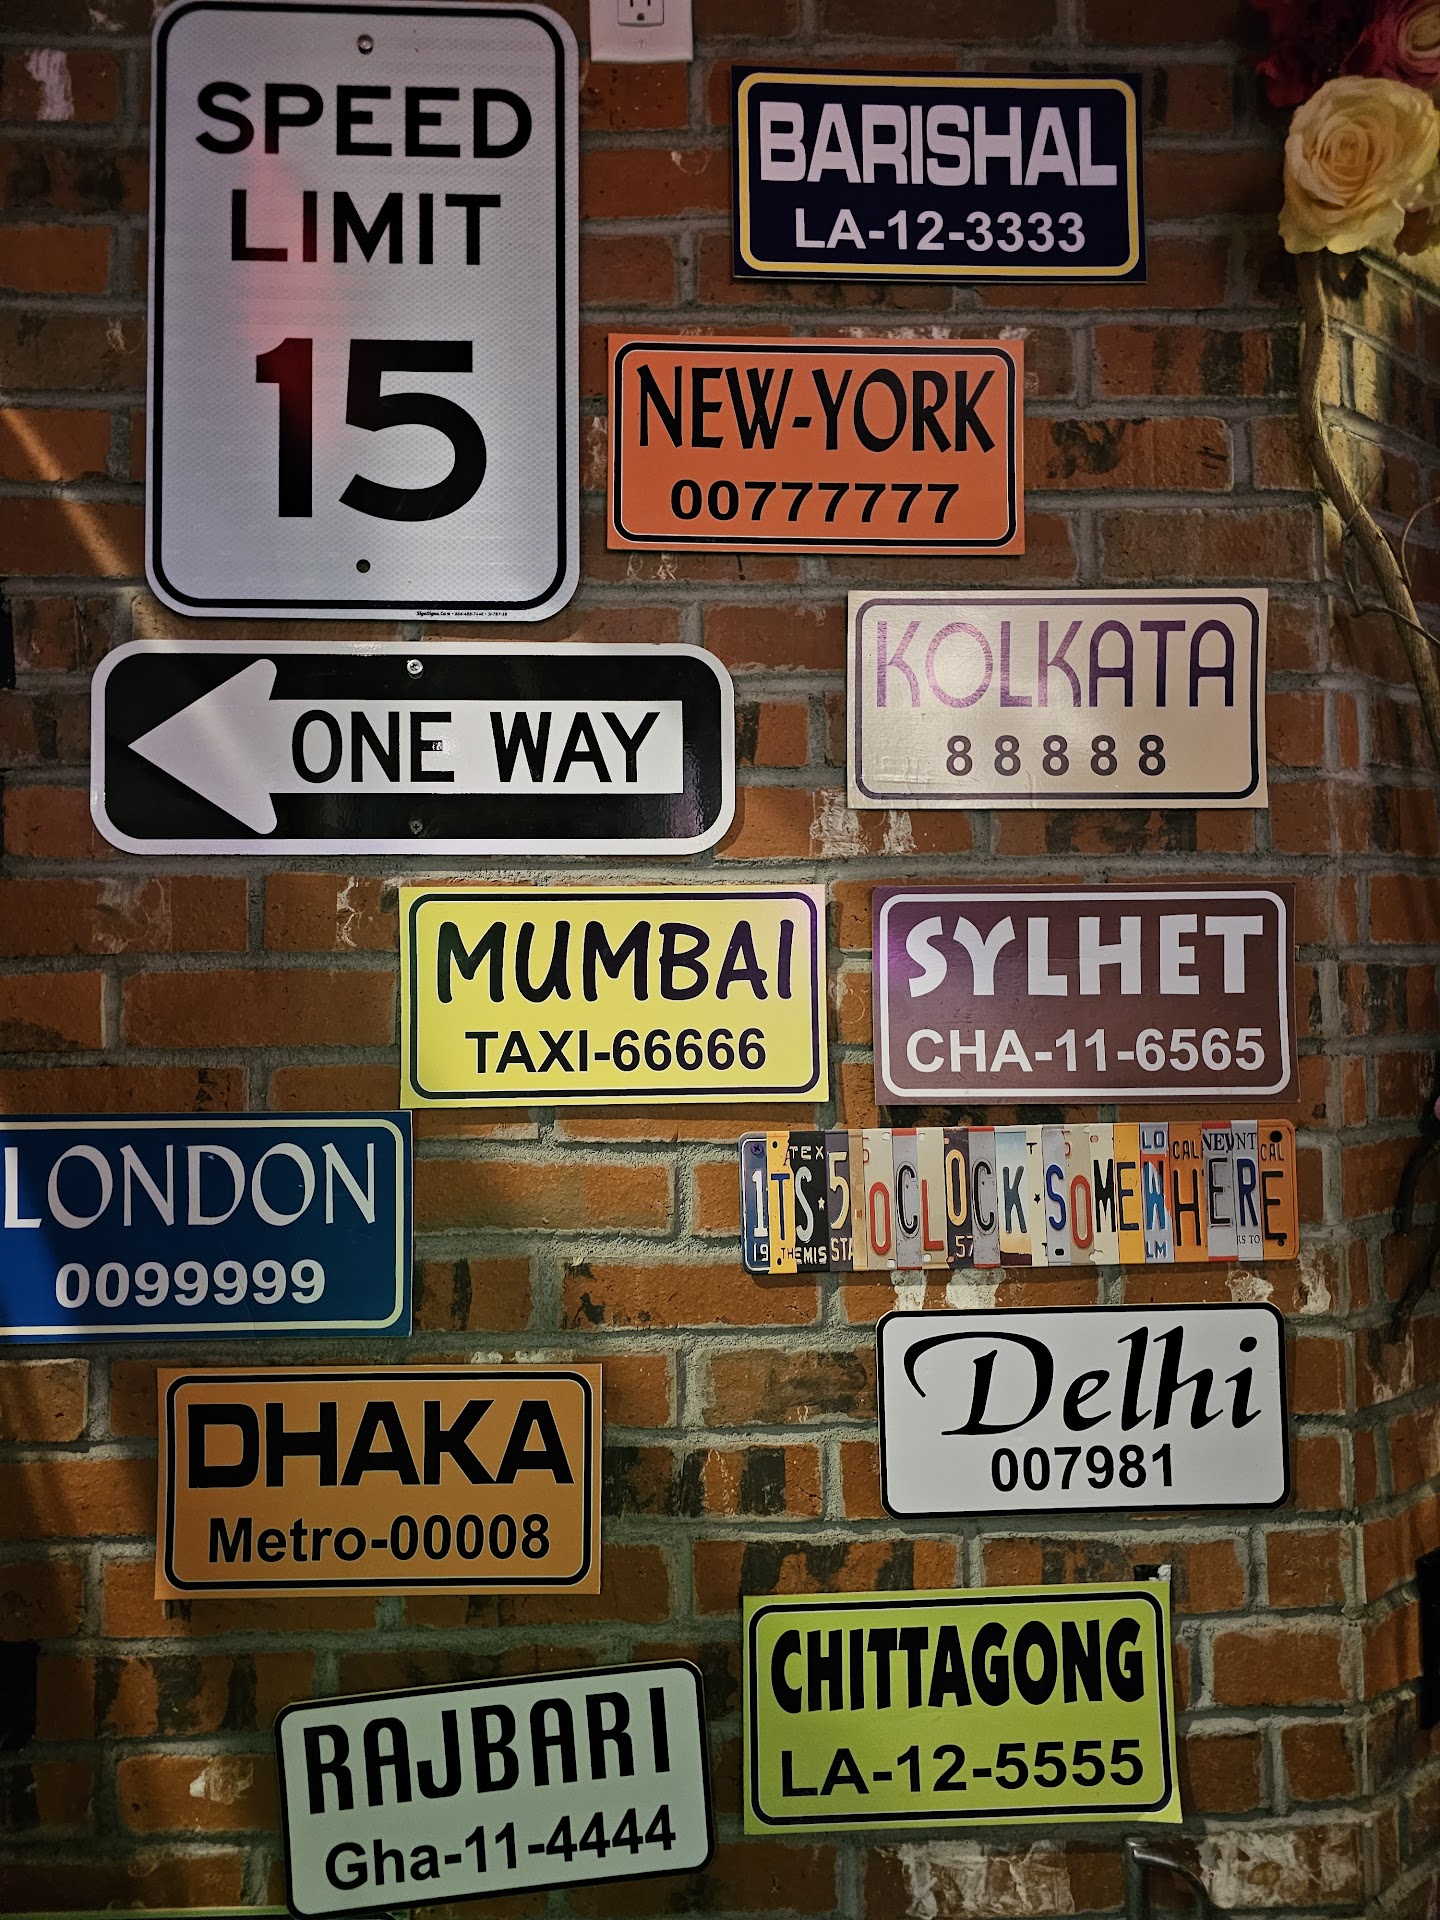 SPEED
LIMIT
15
BARISHAL
LA-12-3333
NEW-YORK
00777777
KOLKATA
88888
ONE WAY
MUMBAI
TAXI-66666
SYLHET
CHA-11-6565
LONDON
0099999
1TS 5 OCLOCK SOMEWHERE
Delhi
007981
DHAKA
Metro-00008
CHITTAGONG
LA-12-5555
RAJBARI
Gha-11-4444